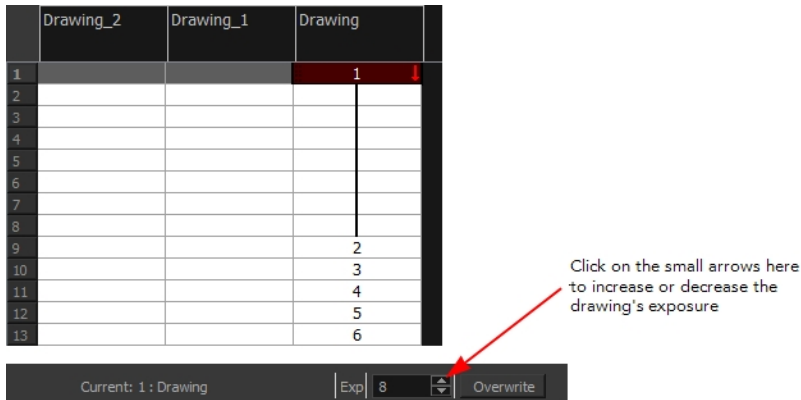 Drawing_2 Drawing_1 Drawing
1 1
2
3
4
5
6
7
8
9 2
10 3
11 4
12 5
13 6
Click on the small arrows here
to increase or decrease the
drawing's exposure
Current: 1 : Drawing Exp 8 Overwrite